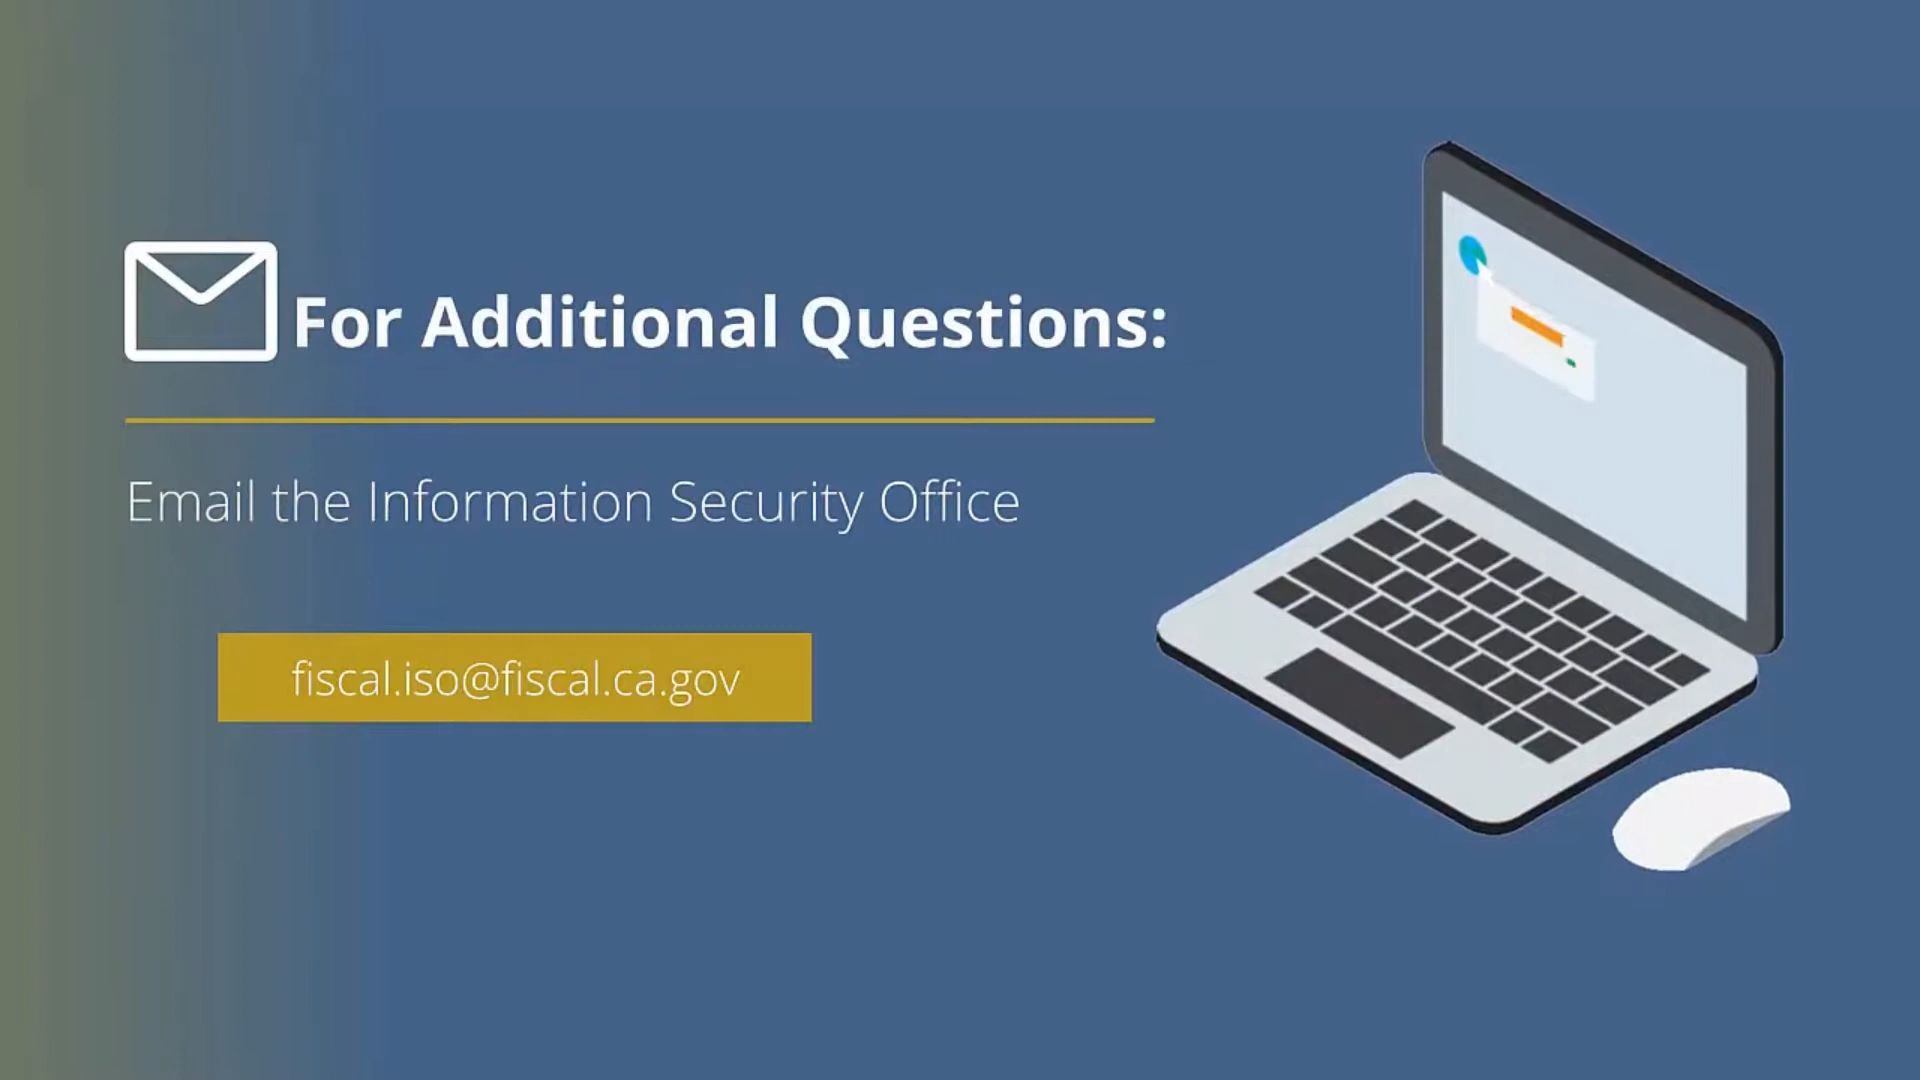 For Additional Questions:
Email the Information Security Office
fiscal.iso@fiscal.ca.gov